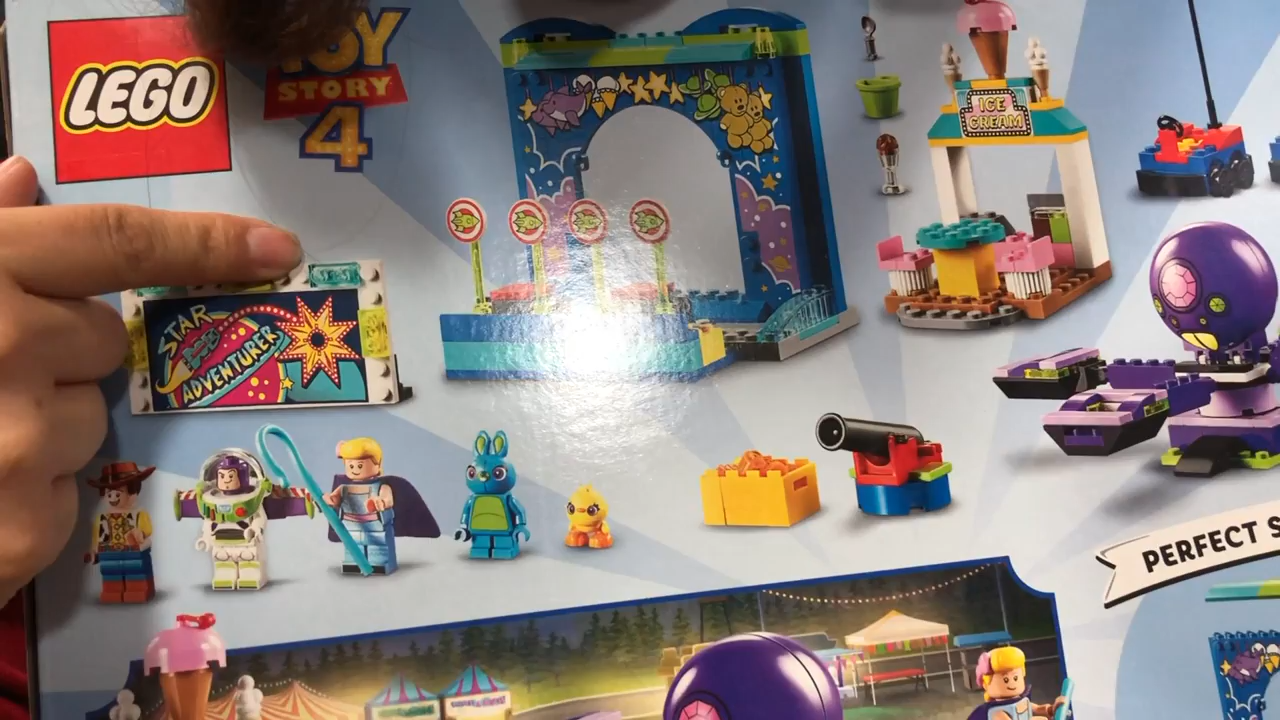 LEGO
TOY
STORY
4
ICE
CREAM
STAR
ADVENTURER
PERFECT S